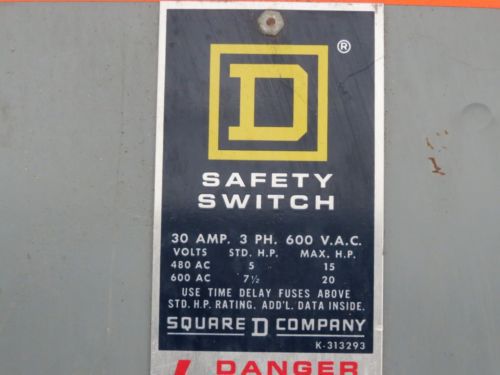 D ®
SAFETY
SWITCH
30 AMP. 3 PH. 600 V.A.C.
VOLTS STD. H.P. MAX. H.P.
480 AC 5 15
600 AC 7½ 20
USE TIME DELAY FUSES ABOVE
STD. H.P. RATING. ADD'L. DATA INSIDE.
SQUARE D COMPANY
K-313293
! DANGER